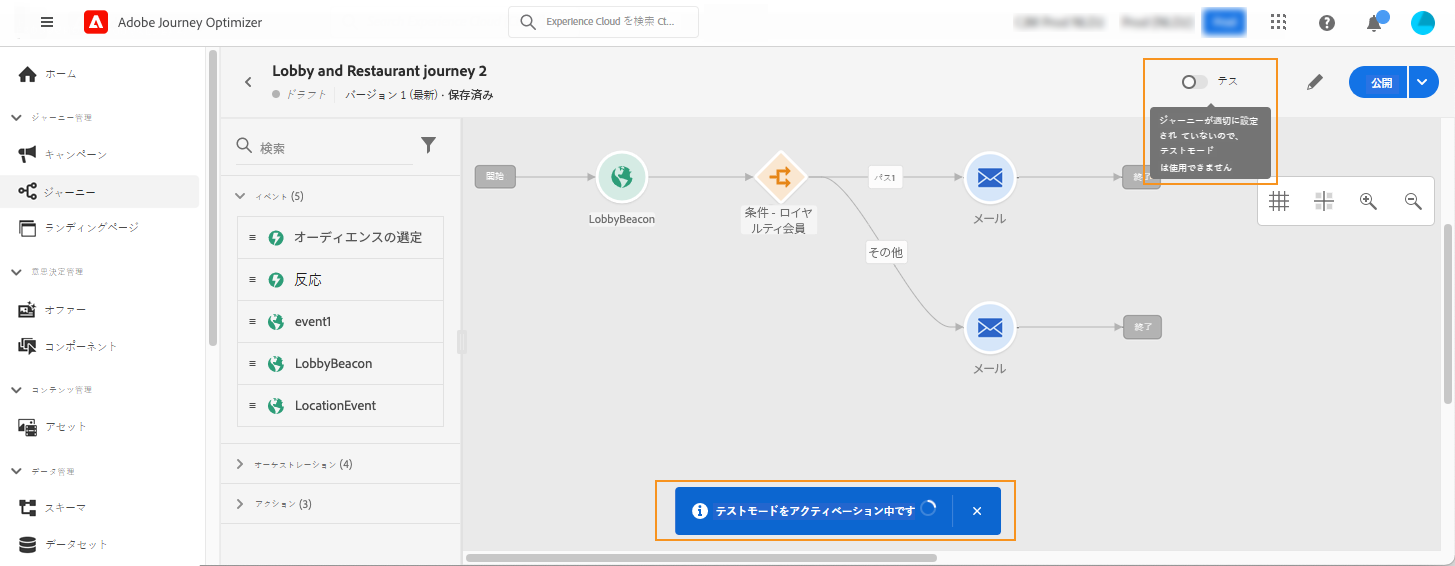 Adobe Journey Optimizer
Experience Cloud を検索 Ct...
ホーム
ジャーニー管理
キャンペーン
ジャーニー
ランディングページ
意思決定管理
オファー
コンポーネント
コンテンツ管理
アセット
データ管理
スキーマ
データセット
Lobby and Restaurant journey 2
ドラフト
バージョン 1 (最新)・保存済み
テス
公開
ジャーニーが適切に設定
され ていないので、
テストモード
は使用できません
検索
イベント (5)
オーディエンスの選定
反応
event1
LobbyBeacon
LocationEvent
オーケストレーション (4)
アクション (3)
開始
LobbyBeacon
条件 - ロイヤ
ルティ会員
パス1
メール
終了
その他
メール
終了
テストモードをアクティベーション中です